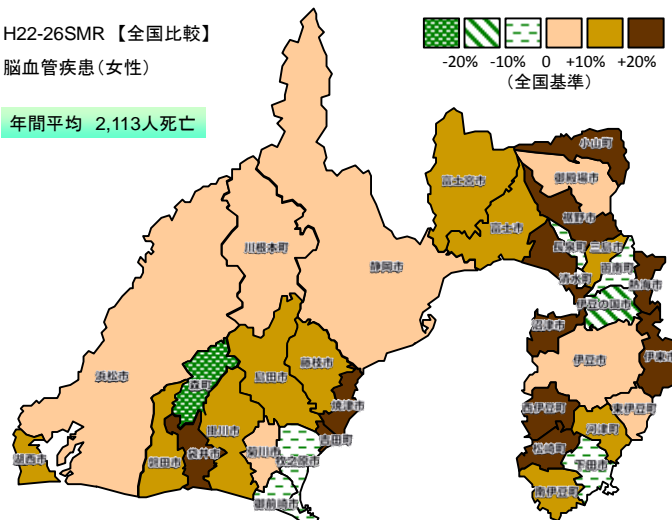 H22-26SMR 【全国比較】
脳血管疾患(女性)
年間平均 2,113人死亡
-20% -10% 0 +10% +20%
(全国基準)
小山町
御殿場市
富士宮市
裾野市
富士市
長泉町
三島市
函南町
清水町
熱海市
伊豆の国市
沼津市
伊東市
伊豆市
西伊豆町
東伊豆町
河津町
松崎町
下田市
南伊豆町
川根本町
静岡市
浜松市
森町
島田市
藤枝市
焼津市
吉田町
掛川市
菊川市
牧之原市
袋井市
磐田市
湖西市
御前崎市